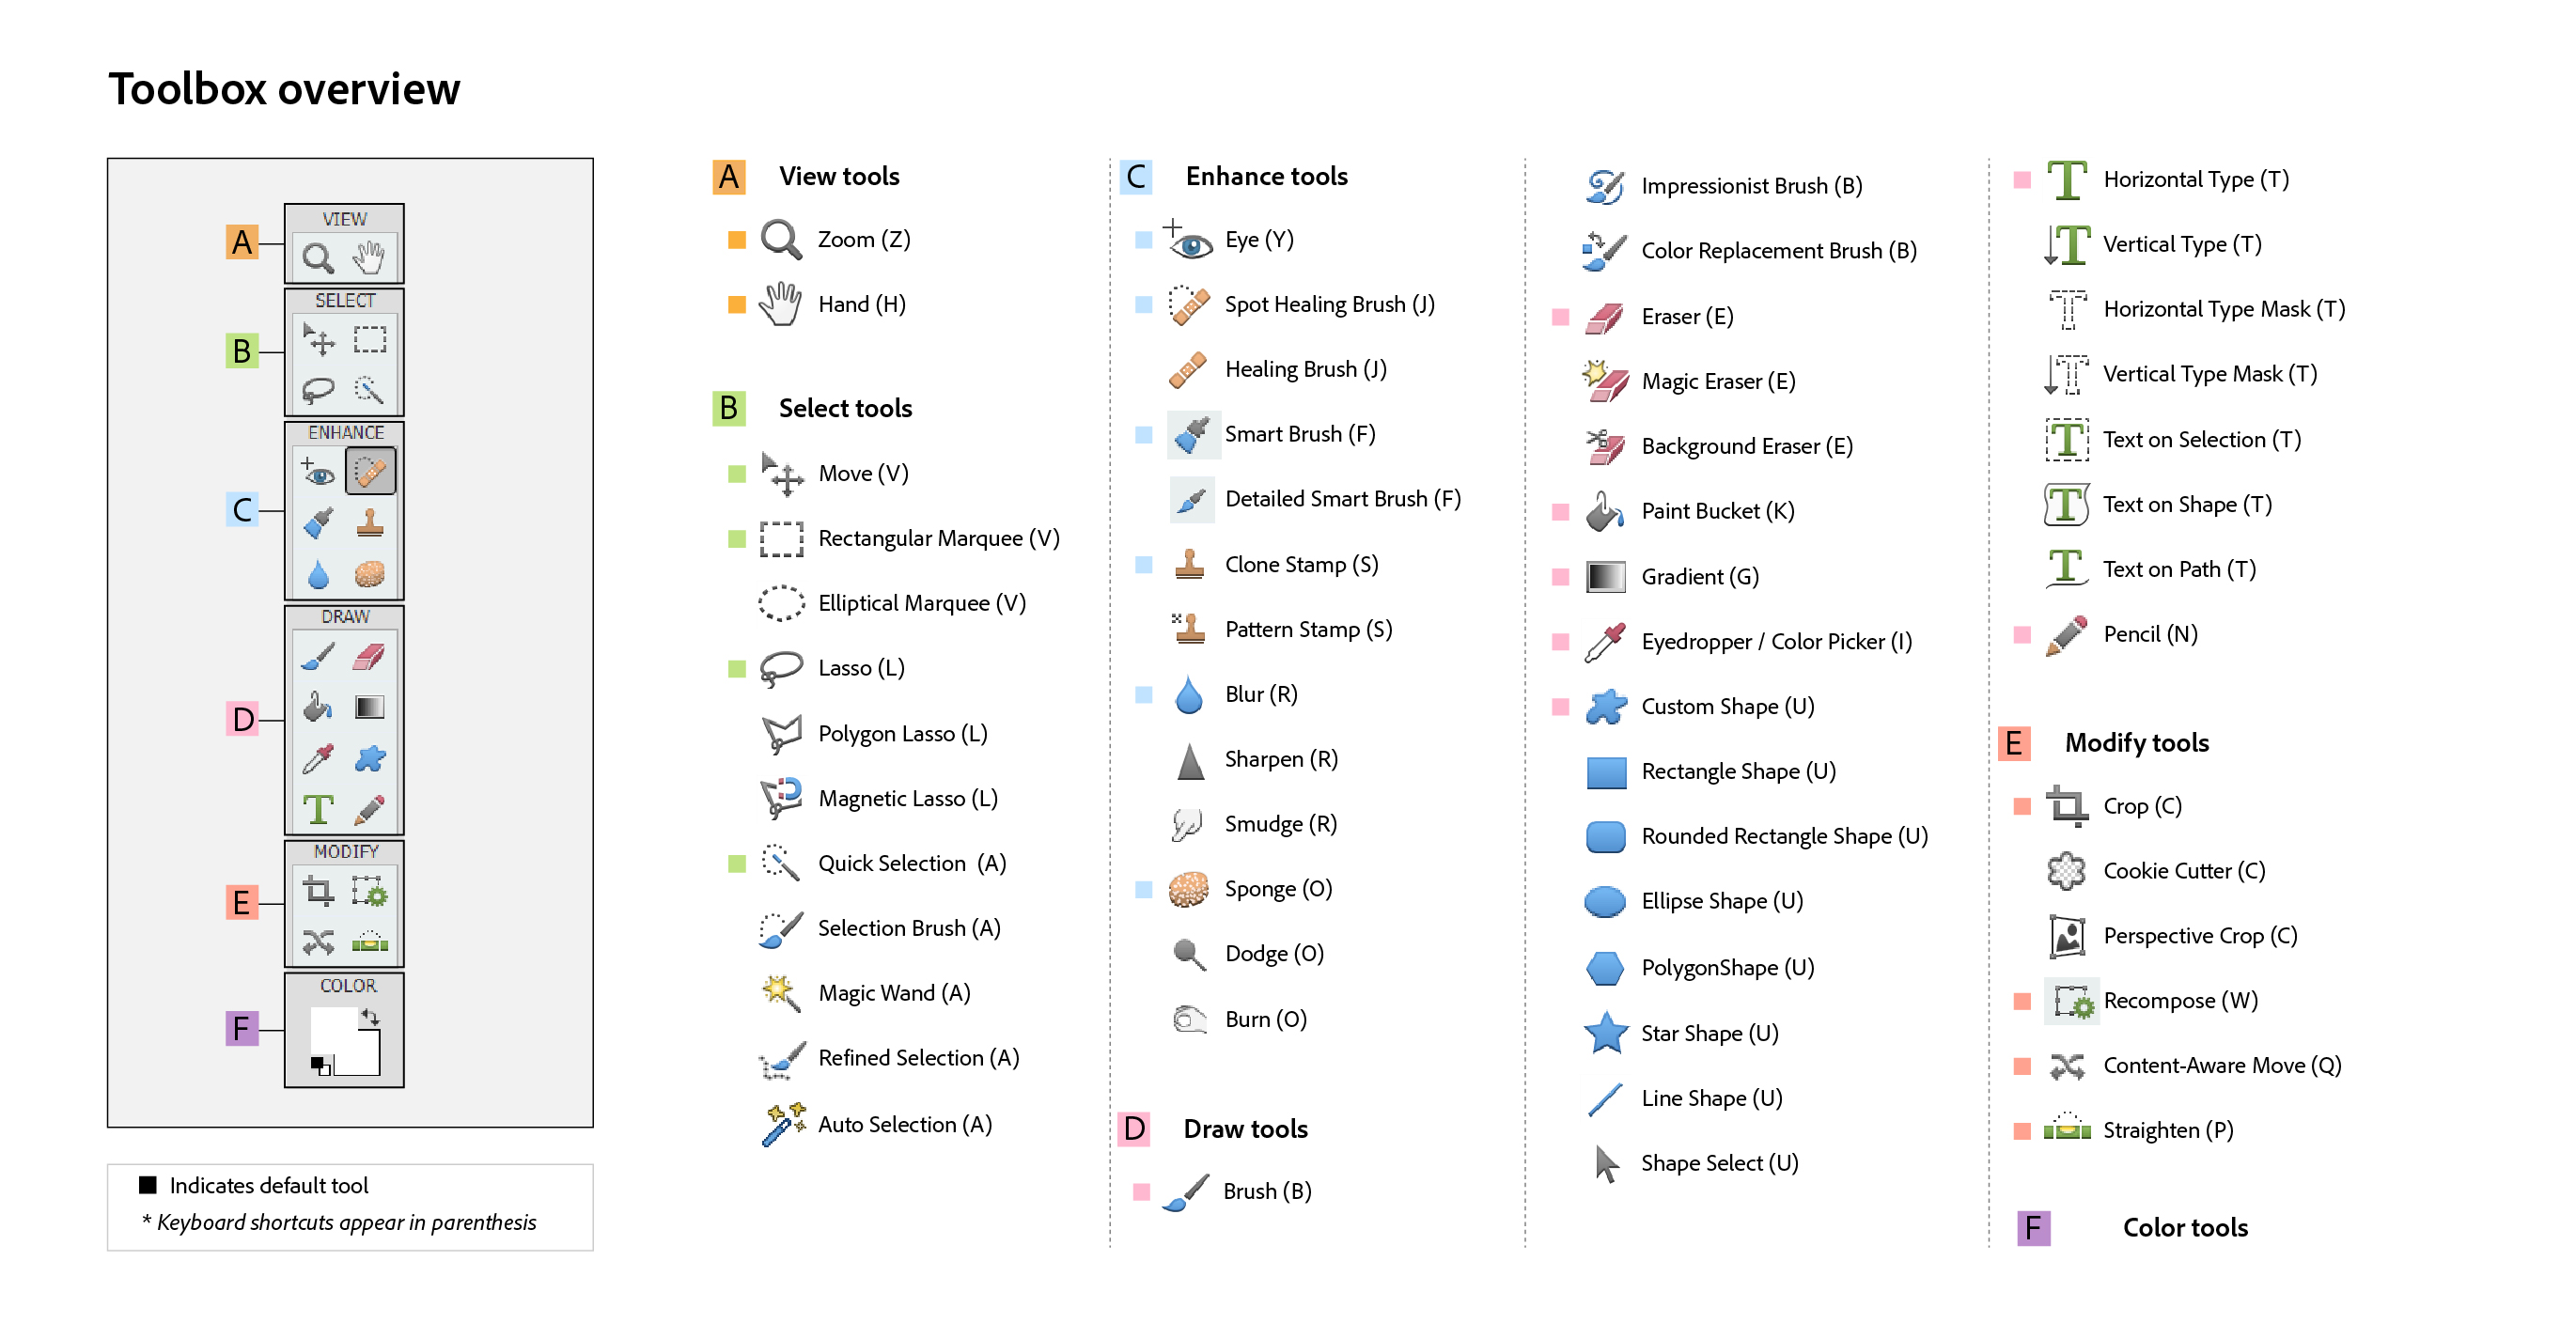 Toolbox overview
A
VIEW
B
SELECT
C
ENHANCE
D
DRAW
E
MODIFY
F
COLOR
Indicates default tool
* Keyboard shortcuts appear in parenthesis
A View tools
Zoom (Z)
Hand (H)
B Select tools
Move (V)
Rectangular Marquee (V)
Elliptical Marquee (V)
Lasso (L)
Polygon Lasso (L)
Magnetic Lasso (L)
Quick Selection (A)
Selection Brush (A)
Magic Wand (A)
Refined Selection (A)
Auto Selection (A)
C Enhance tools
Eye (Y)
Spot Healing Brush (J)
Healing Brush (J)
Smart Brush (F)
Detailed Smart Brush (F)
Clone Stamp (S)
Pattern Stamp (S)
Blur (R)
Sharpen (R)
Smudge (R)
Sponge (O)
Dodge (O)
Burn (O)
D Draw tools
Brush (B)
Impressionist Brush (B)
Color Replacement Brush (B)
Eraser (E)
Magic Eraser (E)
Background Eraser (E)
Paint Bucket (K)
Gradient (G)
Eyedropper / Color Picker (I)
Custom Shape (U)
Rectangle Shape (U)
Rounded Rectangle Shape (U)
Ellipse Shape (U)
PolygonShape (U)
Star Shape (U)
Line Shape (U)
Shape Select (U)
Horizontal Type (T)
Vertical Type (T)
Horizontal Type Mask (T)
Vertical Type Mask (T)
Text on Selection (T)
Text on Shape (T)
Text on Path (T)
Pencil (N)
E Modify tools
Crop (C)
Cookie Cutter (C)
Perspective Crop (C)
Recompose (W)
Content-Aware Move (Q)
Straighten (P)
F Color tools